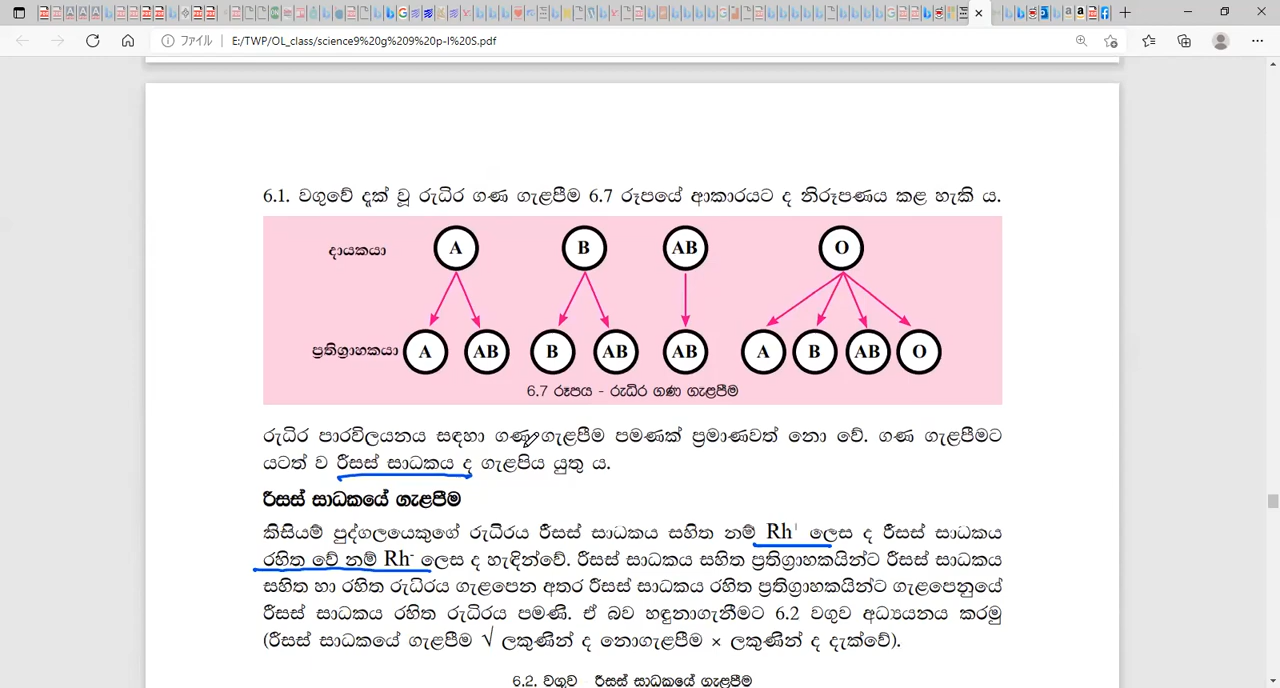 ファイル
E:/TWP/OL_class/science9%20g%209%20p-I%20S.pdf
6.1. වගුවේ දැක් වූ රුධිර ගණ ගැළපීම 6.7 රූපයේ ආකාරයට ද නිරූපණය කළ හැකි ය.
දායකයා A B AB O
ප්‍රතිග්‍රාහකයා A AB B AB AB A B AB O
6.7 රූපය - රුධිර ගණ ගැළපීම
රුධිර පාරවිලයනය සඳහා ගණ ගැළපීම පමණක් ප්‍රමාණවත් නො වේ. ගණ ගැළපීමට
යටත් ව රීසස් සාධකය ද ගැළපිය යුතු ය.
රීසස් සාධකයේ ගැළපීම
කිසියම් පුද්ගලයෙකුගේ රුධිරය රීසස් සාධකය සහිත නම් Rh⁺ ලෙස ද රීසස් සාධකය
රහිත වේ නම් Rh⁻ ලෙස ද හැඳින්වේ. රීසස් සාධකය සහිත ප්‍රතිග්‍රාහකයින්ට රීසස් සාධකය
සහිත හා රහිත රුධිරය ගැළපෙන අතර රීසස් සාධකය රහිත ප්‍රතිග්‍රාහකයින්ට ගැළපෙනුයේ
රීසස් සාධකය රහිත රුධිරය පමණි. ඒ බව හඳුනාගැනීමට 6.2 වගුව අධ්‍යයනය කරමු
(රීසස් සාධකයේ ගැළපීම √ ලකුණින් ද නොගැළපීම × ලකුණින් ද දැක්වේ).
6.2. වගුව රීසස් සාධකයේ ගැළපීම